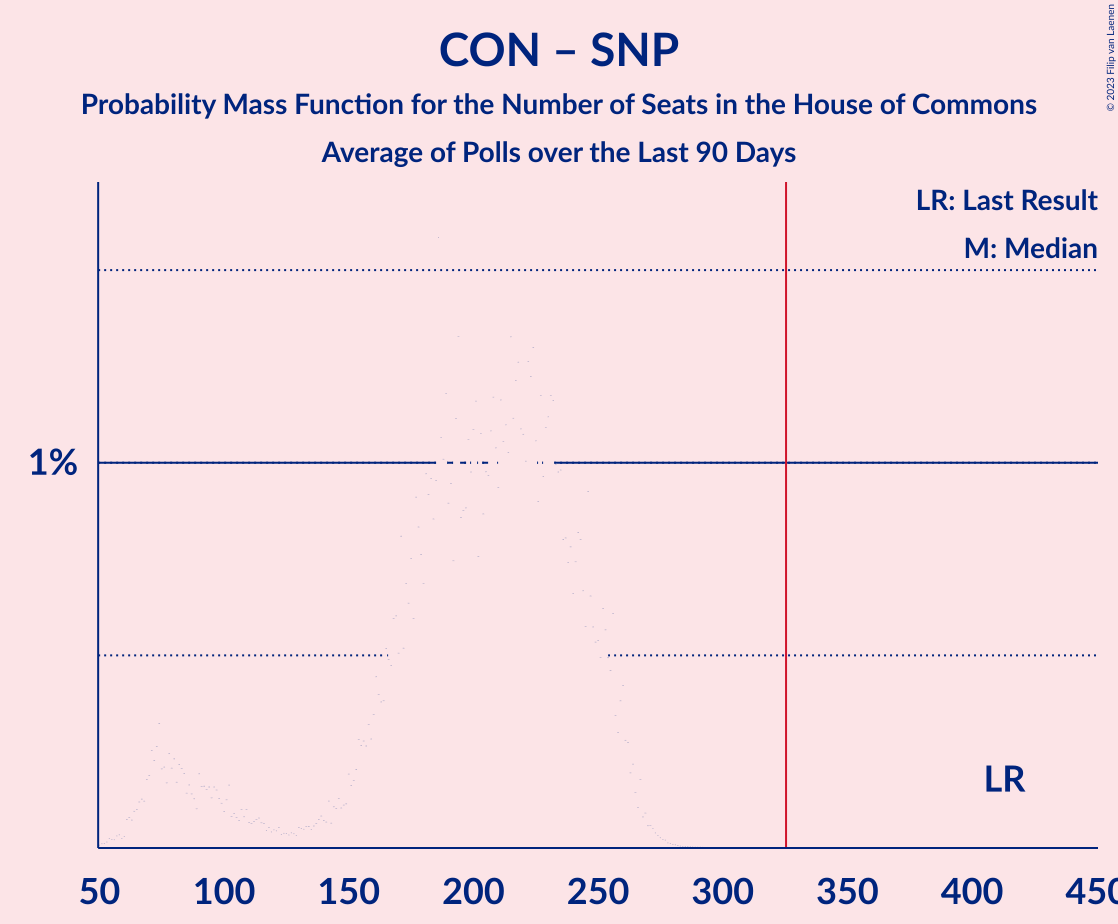 CON – SNP
Probability Mass Function for the Number of Seats in the House of Commons
Average of Polls over the Last 90 Days
© 2023 Filip van Laenen
LR: Last Result
M: Median
1%
LR
50 100 150 200 250 300 350 400 450